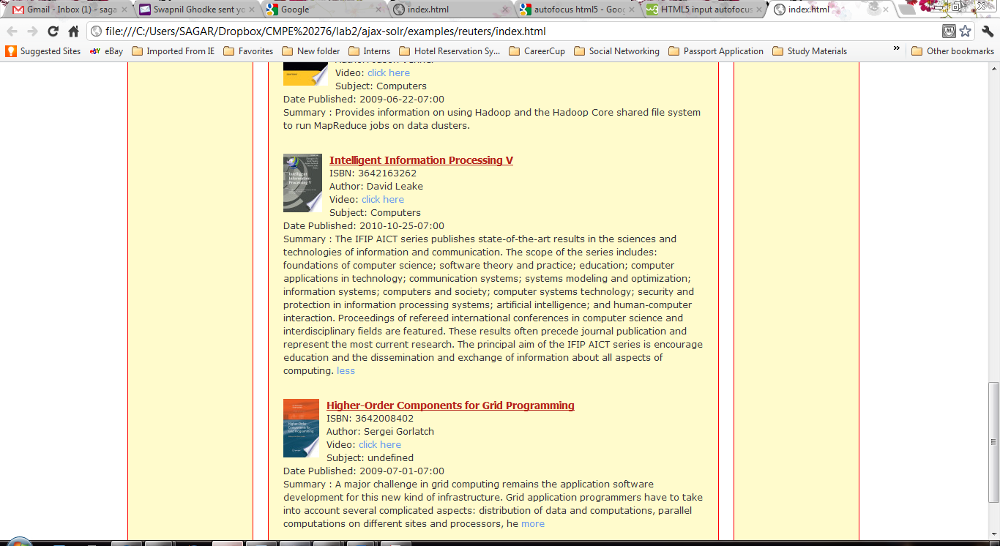 Gmail - Inbox (1) - saga
Swapnil Ghodke sent yo
Google
index.html
autofocus html5 - Goog
HTML5 input autofocus
index.html
file:///C:/Users/SAGAR/Dropbox/CMPE%20276/lab2/ajax-solr/examples/reuters/index.html
Suggested Sites
eBay
Imported From IE
Favorites
New folder
Interns
Hotel Reservation Sy...
CareerCup
Social Networking
Passport Application
Study Materials
»
Other bookmarks
Video: click here
Subject: Computers
Date Published: 2009-06-22-07:00
Summary : Provides information on using Hadoop and the Hadoop Core shared file system
to run MapReduce jobs on data clusters.
Intelligent Information Processing V
Intelligent
Information
Processing V
ISBN: 3642163262
Author: David Leake
Video: click here
Subject: Computers
Date Published: 2010-10-25-07:00
Summary : The IFIP AICT series publishes state-of-the-art results in the sciences and
technologies of information and communication. The scope of the series includes:
foundations of computer science; software theory and practice; education; computer
applications in technology; communication systems; systems modeling and optimization;
information systems; computers and society; computer systems technology; security and
protection in information processing systems; artificial intelligence; and human-computer
interaction. Proceedings of refereed international conferences in computer science and
interdisciplinary fields are featured. These results often precede journal publication and
represent the most current research. The principal aim of the IFIP AICT series is encourage
education and the dissemination and exchange of information about all aspects of
computing. less
Higher-Order Components for Grid Programming
Higher-Order
Components for
Grid Programming
ISBN: 3642008402
Author: Sergei Gorlatch
Video: click here
Subject: undefined
Date Published: 2009-07-01-07:00
Summary : A major challenge in grid computing remains the application software
development for this new kind of infrastructure. Grid application programmers have to take
into account several complicated aspects: distribution of data and computations, parallel
computations on different sites and processors, he more